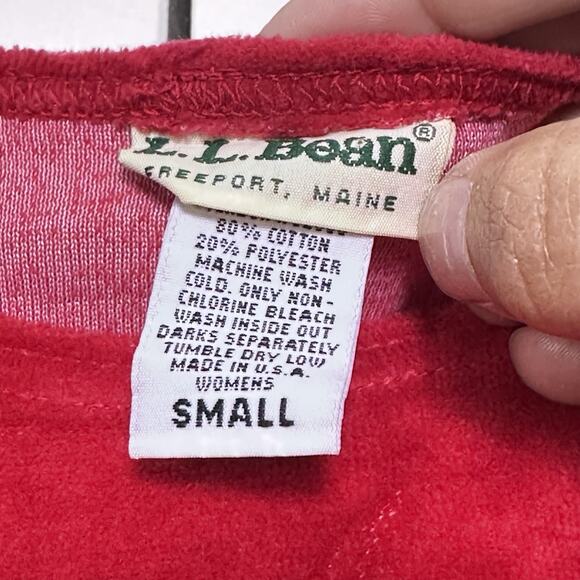 L.L.Bean®
FREEPORT, MAINE
80% COTTON
20% POLYESTER
MACHINE WASH
COLD. ONLY NON-
CHLORINE BLEACH
WASH INSIDE OUT
DARKS SEPARATELY
TUMBLE DRY LOW
MADE IN U.S.A.
WOMENS
SMALL